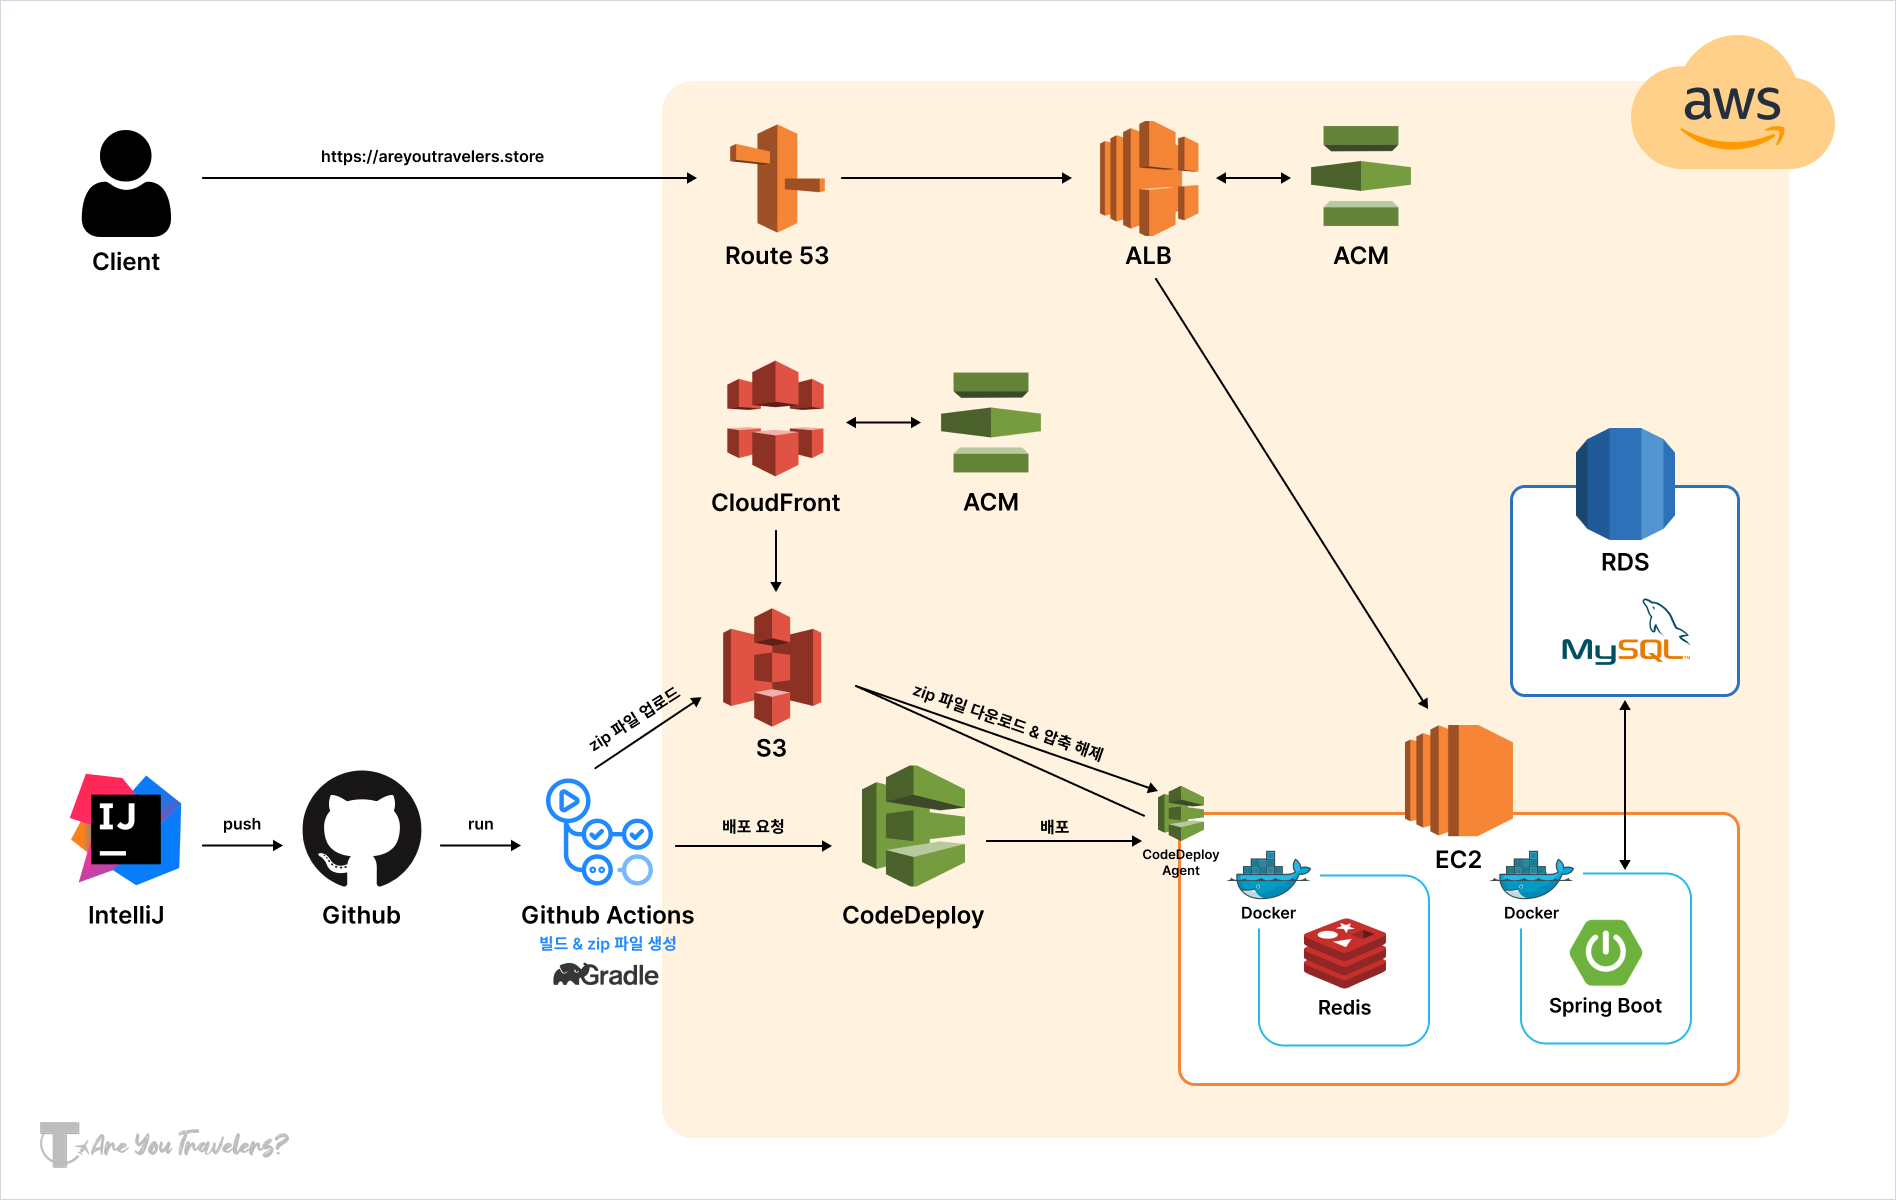 aws
https://areyoutravelers.store
Client
Route 53
ALB
ACM
CloudFront
ACM
RDS
MySQL™
zip 파일 업로드
S3
zip 파일 다운로드 & 압축 해제
IJ
push
run
배포 요청
배포
CodeDeploy
Agent
EC2
IntelliJ
Github
Github Actions
빌드 & zip 파일 생성
Gradle
CodeDeploy
Docker
Redis
Docker
Spring Boot
T Are You Travelers?